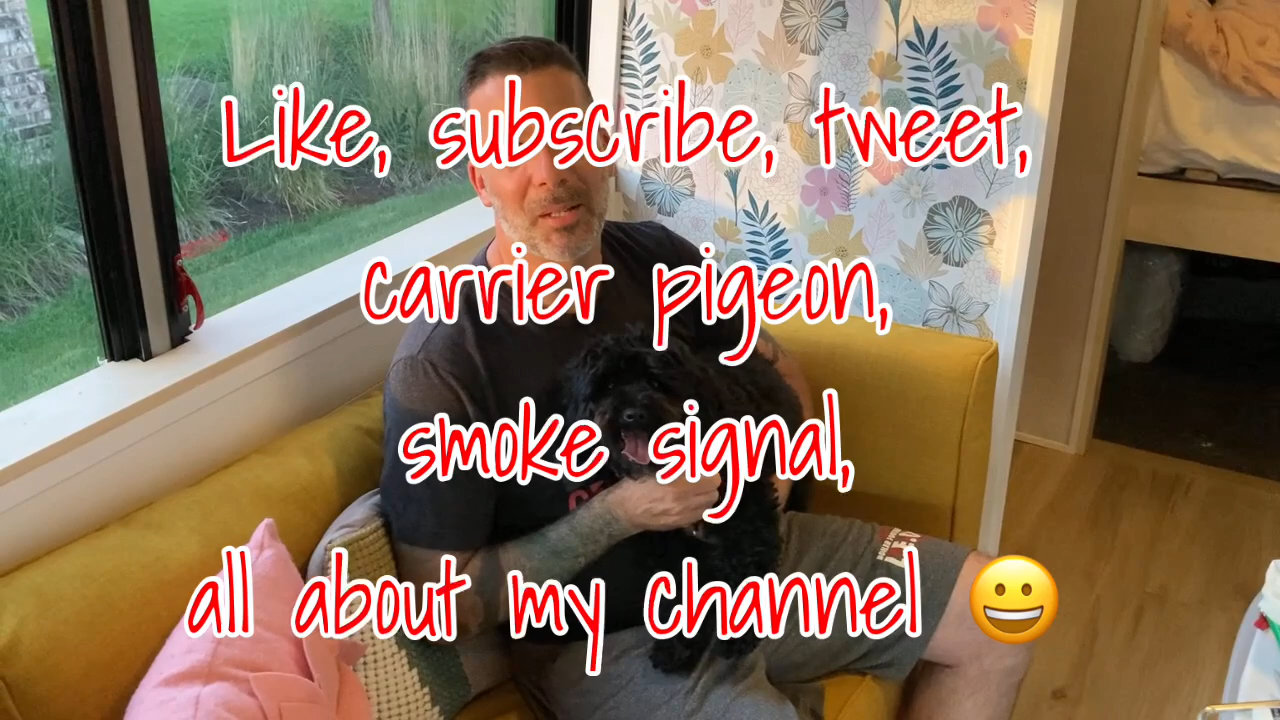 Like, subscribe, tweet,
carrier pigeon,
smoke signal,
all about my channel 😀